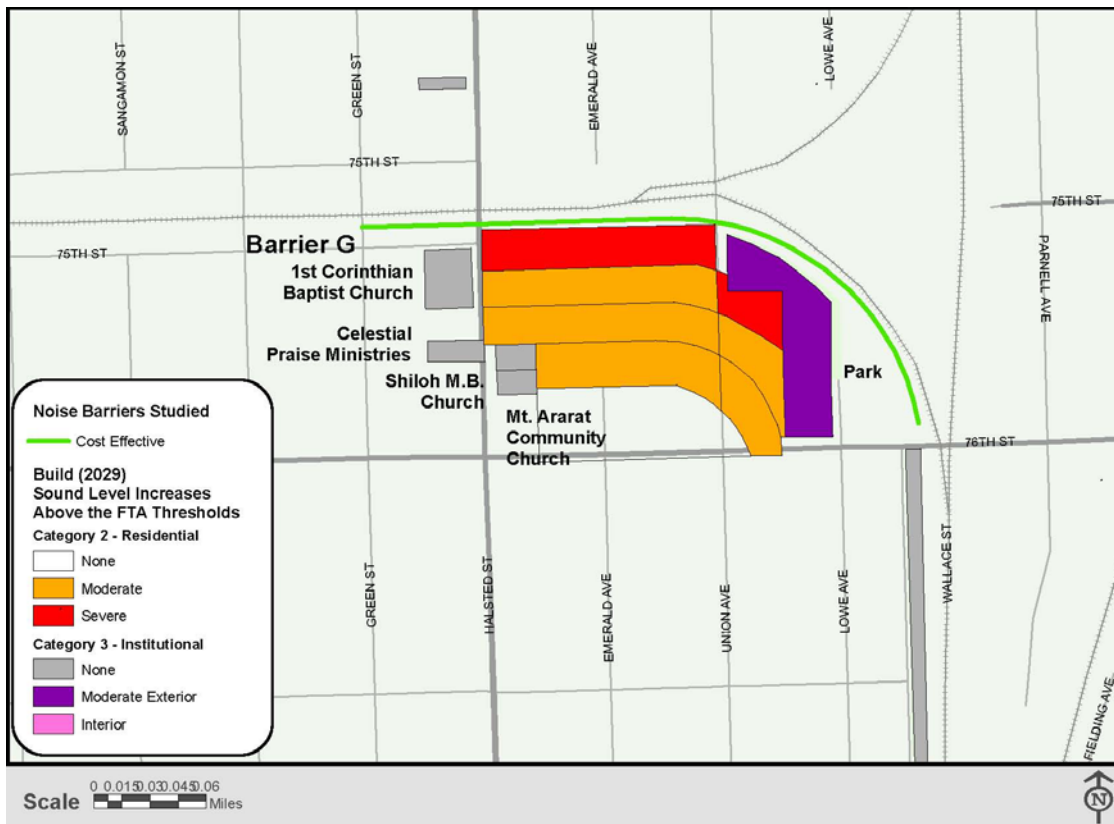 SANGAMON ST
GREEN ST
EMERALD AVE
LOWE AVE
75TH ST
75TH ST
75TH ST
Barrier G
1st Corinthian
Baptist Church
Celestial
Praise Ministries
Shiloh M.B.
Church
Mt. Ararat
Community
Church
Park
PARNELL AVE
76TH ST
GREEN ST
HALSTED ST
EMERALD AVE
UNION AVE
LOWE AVE
WALLACE ST
FIELDING AVE
Noise Barriers Studied
Cost Effective
Build (2029)
Sound Level Increases
Above the FTA Thresholds
Category 2 - Residential
None
Moderate
Severe
Category 3 - Institutional
None
Moderate Exterior
Interior
Scale
0 0.015 0.03 0.045 0.06
Miles
N